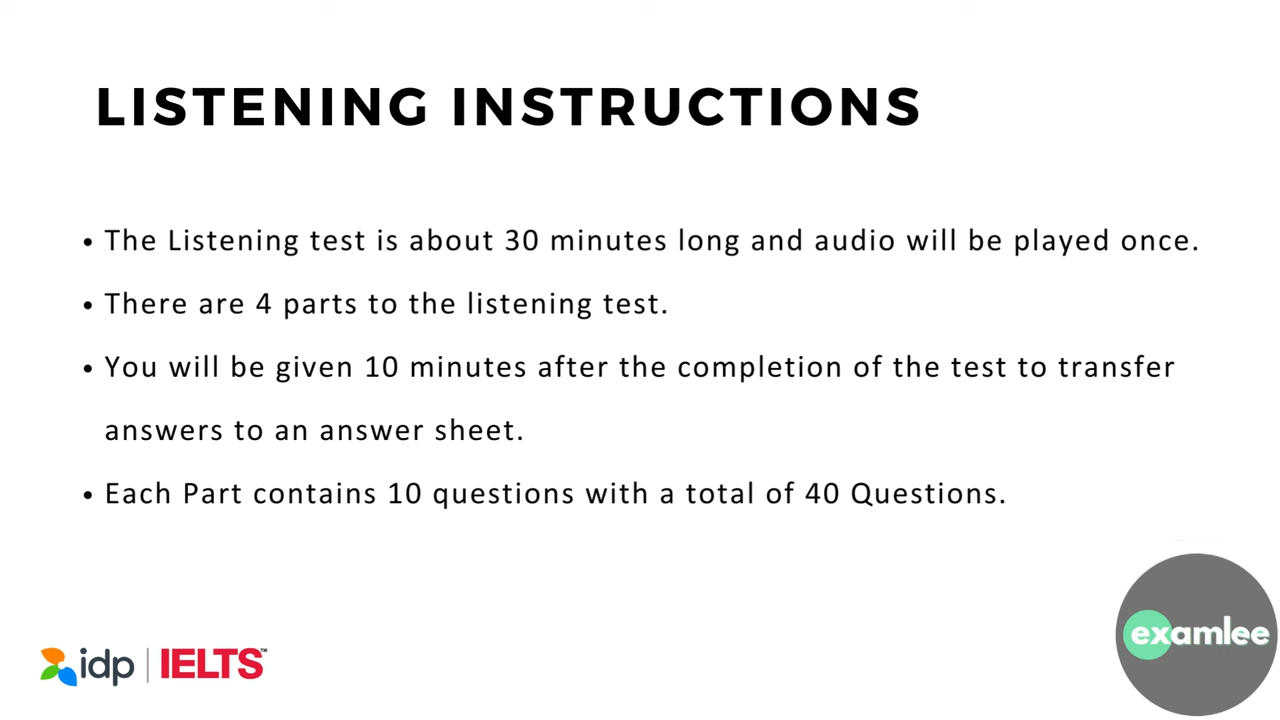 LISTENING INSTRUCTIONS
• The Listening test is about 30 minutes long and audio will be played once.
• There are 4 parts to the listening test.
• You will be given 10 minutes after the completion of the test to transfer
answers to an answer sheet.
• Each Part contains 10 questions with a total of 40 Questions.
idp | IELTS™
examlee